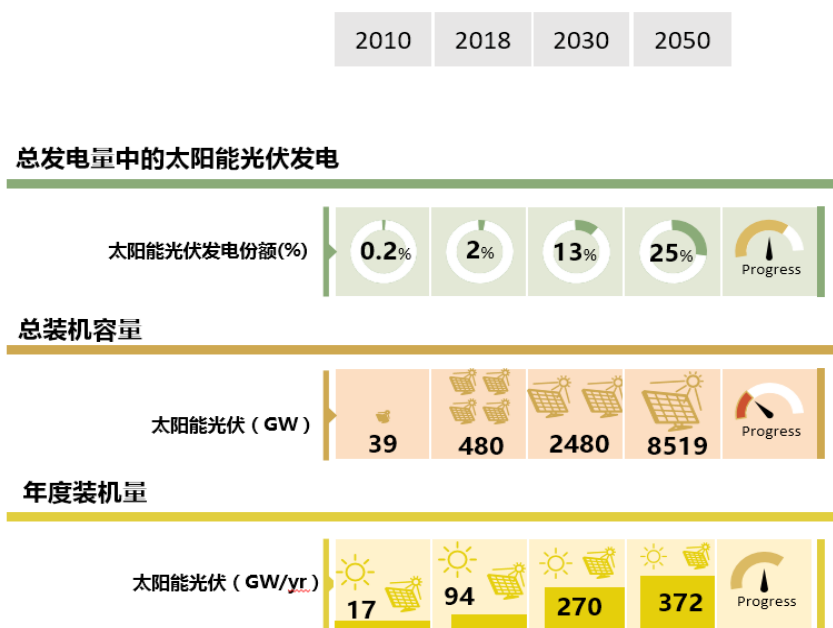 2010 2018 2030 2050
总发电量中的太阳能光伏发电
太阳能光伏发电份额(%) 0.2% 2% 13% 25% Progress
总装机容量
太阳能光伏（GW） 39 480 2480 8519 Progress
年度装机量
太阳能光伏（GW/yr） 17 94 270 372 Progress